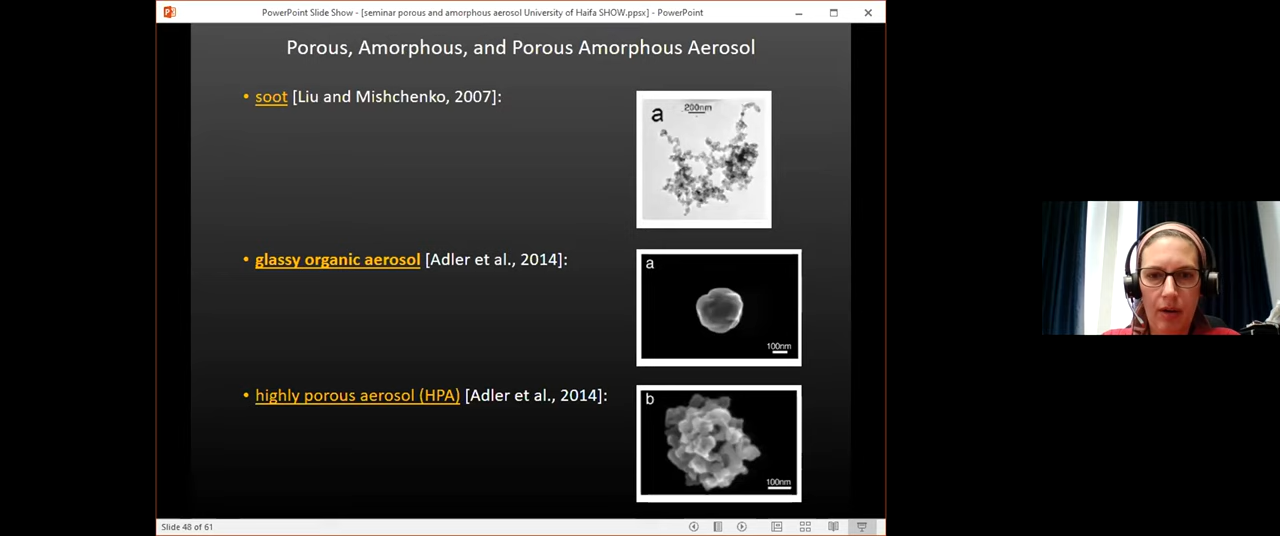 PowerPoint Slide Show - [seminar porous and amorphous aerosol University of Haifa SHOW.ppsx] - PowerPoint
Porous, Amorphous, and Porous Amorphous Aerosol
• soot [Liu and Mishchenko, 2007]:
a
200nm
• glassy organic aerosol [Adler et al., 2014]:
a
100nm
• highly porous aerosol (HPA) [Adler et al., 2014]:
b
100nm
Slide 48 of 61